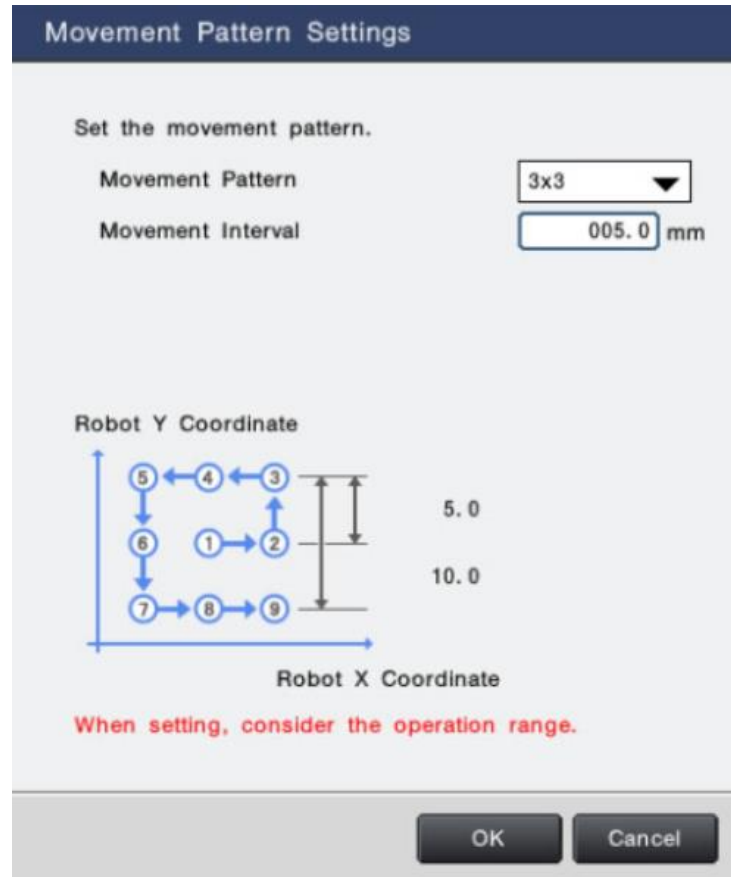 Movement Pattern Settings
Set the movement pattern.
Movement Pattern 3x3
Movement Interval 005.0 mm
Robot Y Coordinate
5 4 3
5.0
6 1 2
10.0
7 8 9
Robot X Coordinate
When setting, consider the operation range.
OK Cancel